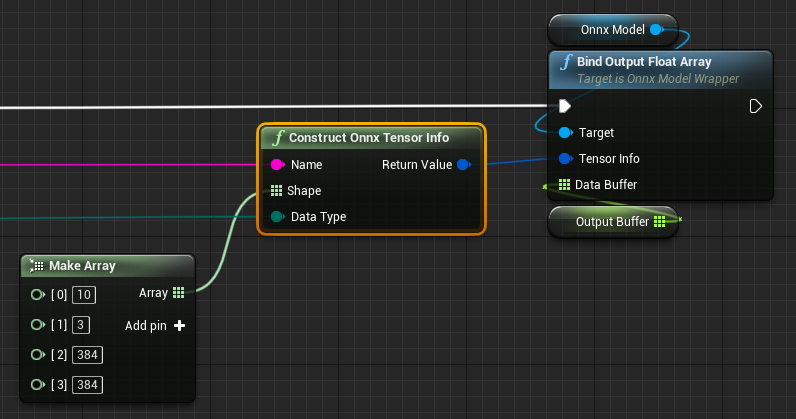 Onnx Model
f Bind Output Float Array
Target is Onnx Model Wrapper
Target
Tensor Info
Data Buffer
Output Buffer
f Construct Onnx Tensor Info
Name Return Value
Shape
Data Type
Make Array
[0] 10 Array
[1] 3 Add pin +
[2] 384
[3] 384